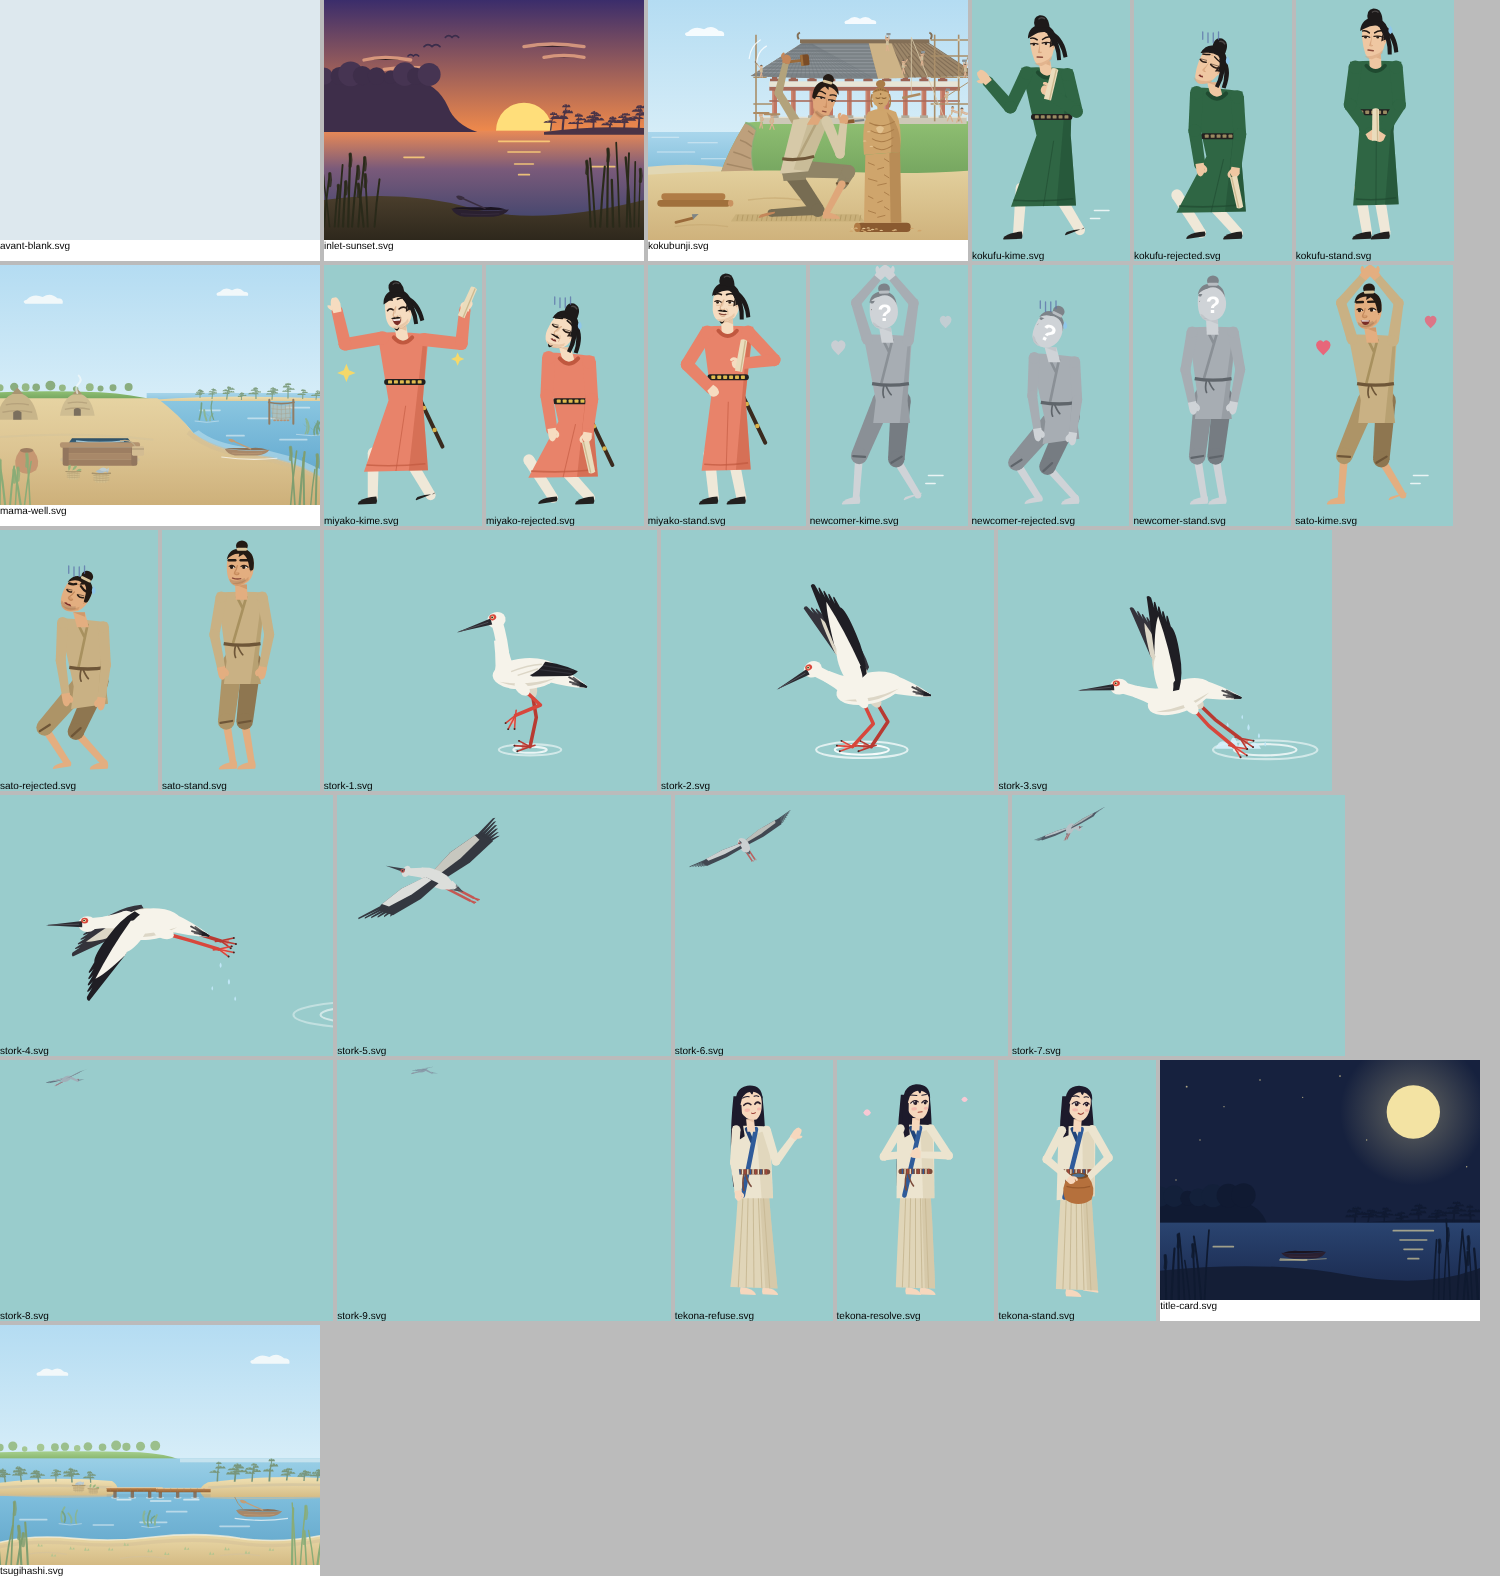 avant-blank.svg
inlet-sunset.svg
kokubunji.svg
kokufu-kime.svg
kokufu-rejected.svg
kokufu-stand.svg
mama-well.svg
miyako-kime.svg
miyako-rejected.svg
miyako-stand.svg
?
newcomer-kime.svg
?
newcomer-rejected.svg
?
newcomer-stand.svg
sato-kime.svg
sato-rejected.svg
sato-stand.svg
stork-1.svg
stork-2.svg
stork-3.svg
stork-4.svg
stork-5.svg
stork-6.svg
stork-7.svg
stork-8.svg
stork-9.svg
tekona-refuse.svg
tekona-resolve.svg
tekona-stand.svg
title-card.svg
tsugihashi.svg